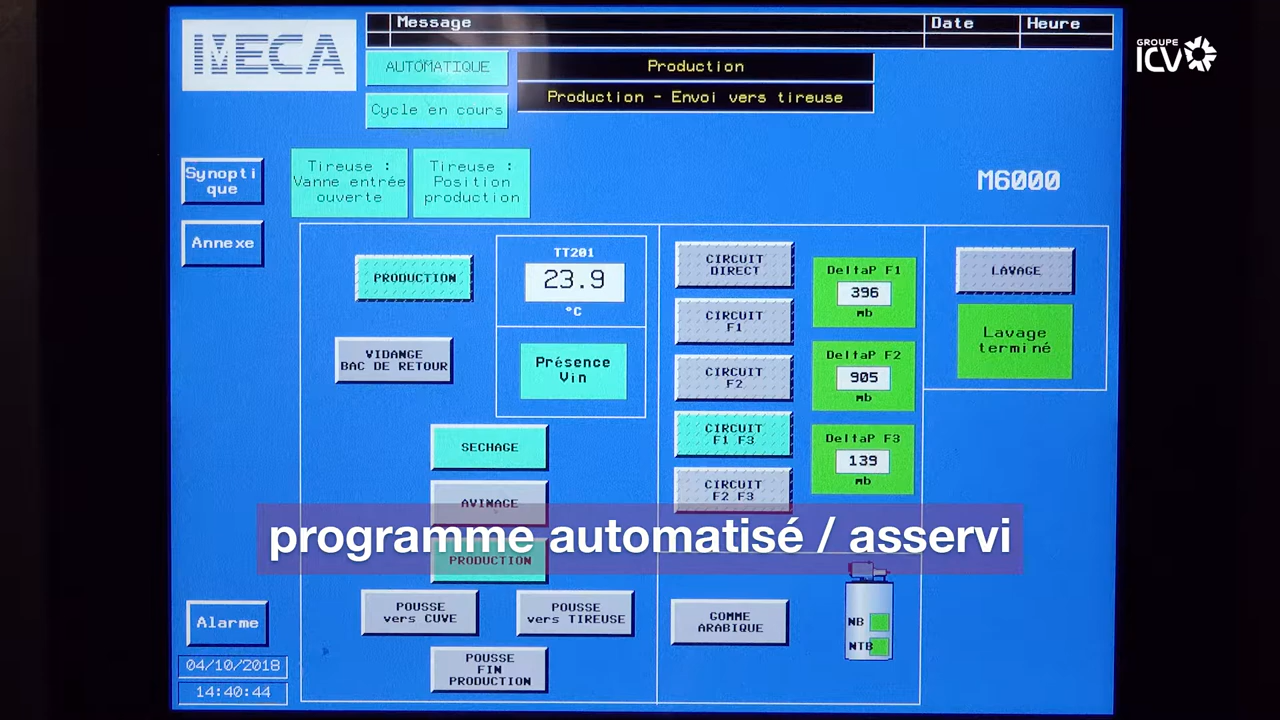 IMECA
Message
Date
Heure
GROUPE
ICV
AUTOMATIQUE
Production
Cycle en cours
Production - Envoi vers tireuse
Synopti
que
Tireuse :
Vanne entrée
ouverte
Tireuse :
Position
production
M6000
Annexe
PRODUCTION
TT201
23.9
°C
CIRCUIT
DIRECT
DeltaP F1
396
mb
LAVAGE
CIRCUIT
F1
Lavage
terminé
VIDANGE
BAC DE RETOUR
Présence
Vin
CIRCUIT
F2
DeltaP F2
905
mb
SECHAGE
CIRCUIT
F1 F3
DeltaP F3
139
mb
AVINAGE
CIRCUIT
F2 F3
programme automatisé / asservi
PRODUCTION
POUSSE
vers CUVE
POUSSE
vers TIREUSE
GOMME
ARABIQUE
NB
NTB
Alarme
POUSSE
FIN
PRODUCTION
04/10/2018
14:40:44